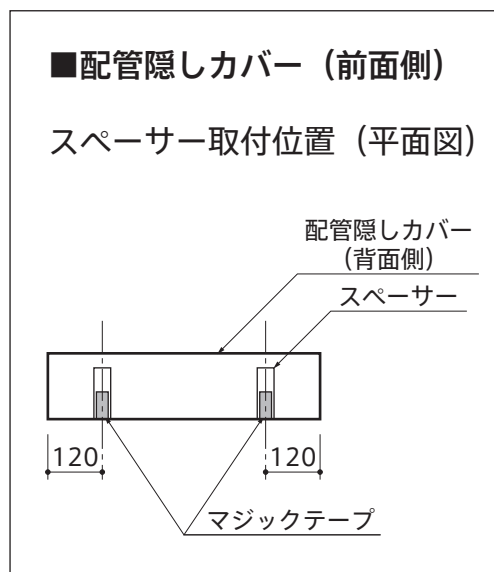 ■配管隠しカバー（前面側）
スペーサー取付位置（平面図）
配管隠しカバー
（背面側）
スペーサー
120
120
マジックテープ